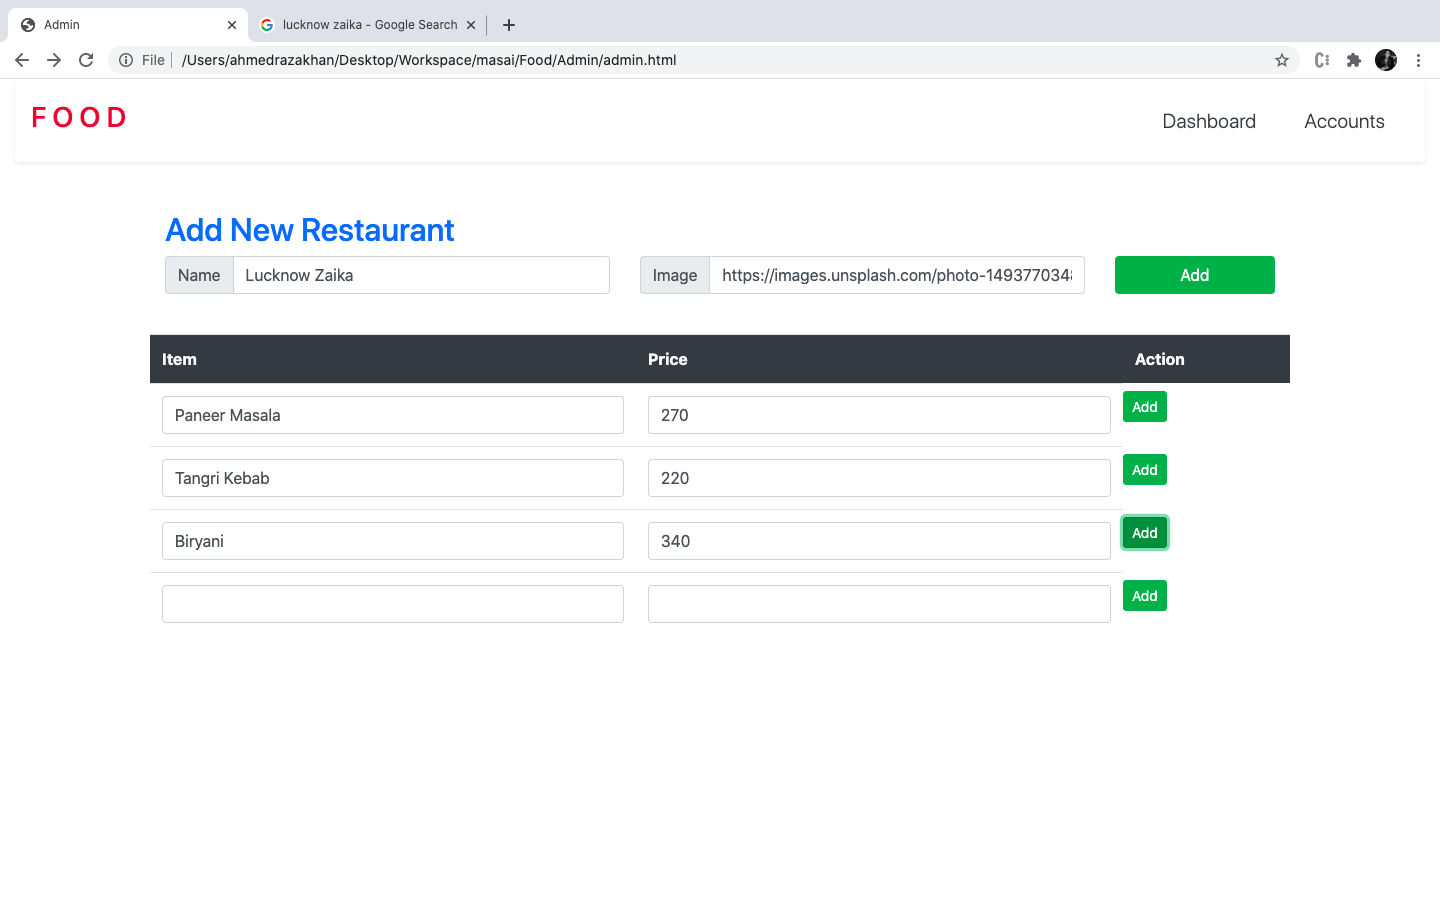 Admin
lucknow zaika - Google Search
File /Users/ahmedrazakhan/Desktop/Workspace/masai/Food/Admin/admin.html
FOOD
Dashboard Accounts
Add New Restaurant
Name Lucknow Zaika Image https://images.unsplash.com/photo-149377034 Add
Item Price Action
Paneer Masala 270 Add
Tangri Kebab 220 Add
Biryani 340 Add
Add